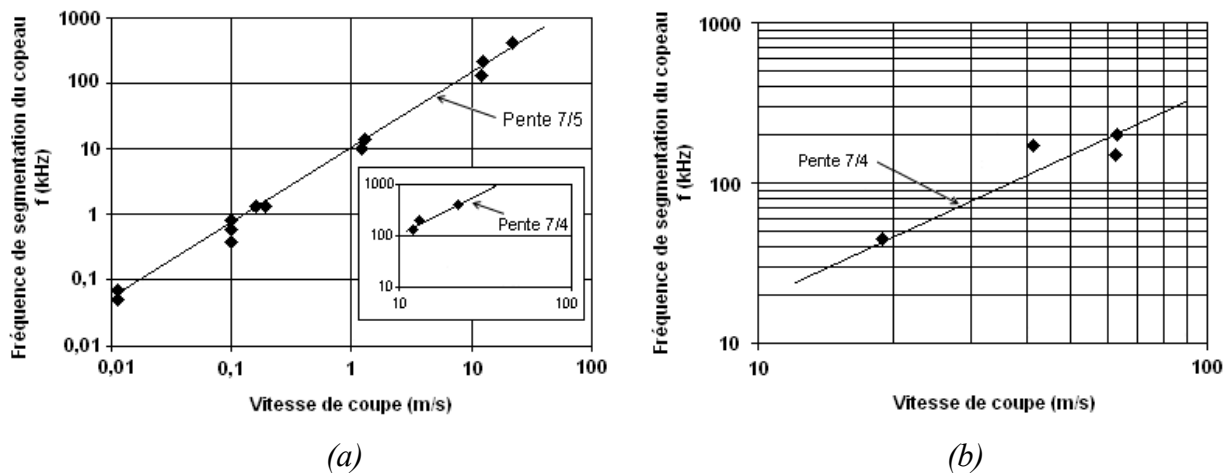 Fréquence de segmentation du copeau
f (kHz)
1000
100
10
1
0,1
0,01
0,01
0,1
1
10
100
Vitesse de coupe (m/s)
Pente 7/5
1000
100
10
10
100
Pente 7/4
(a)
Fréquence de segmentation du copeau
f (kHz)
1000
100
10
10
100
Vitesse de coupe (m/s)
Pente 7/4
(b)